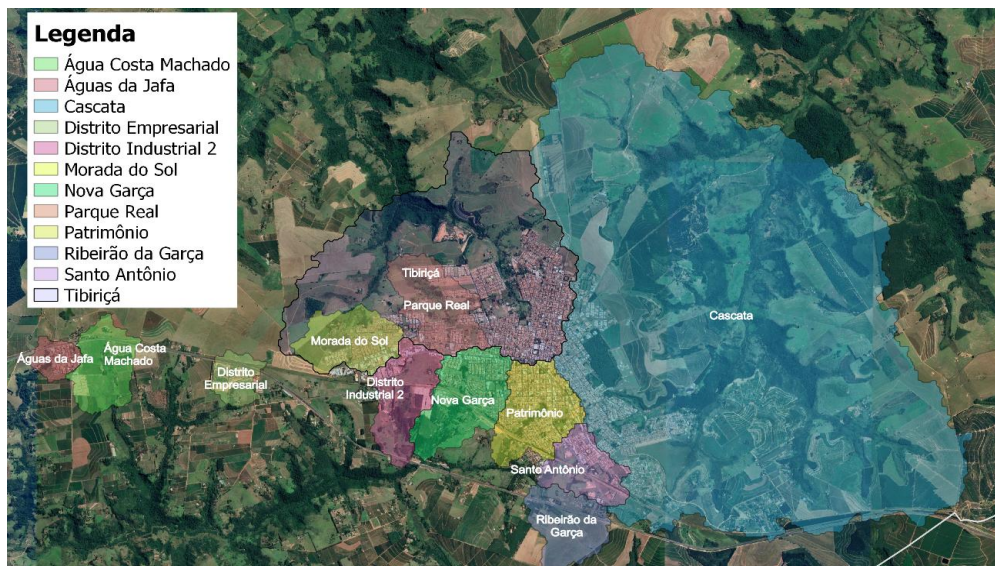 Legenda
Água Costa Machado
Águas da Jafa
Cascata
Distrito Empresarial
Distrito Industrial 2
Morada do Sol
Nova Garça
Parque Real
Patrimônio
Ribeirão da Garça
Santo Antônio
Tibiriçá
Tibiriçá
Parque Real
Cascata
Morada do Sol
Águas da Jafa
Água Costa
Machado
Distrito
Empresarial
Distrito
Industrial 2
Nova Garça
Patrimônio
Santo Antônio
Ribeirão da
Garça